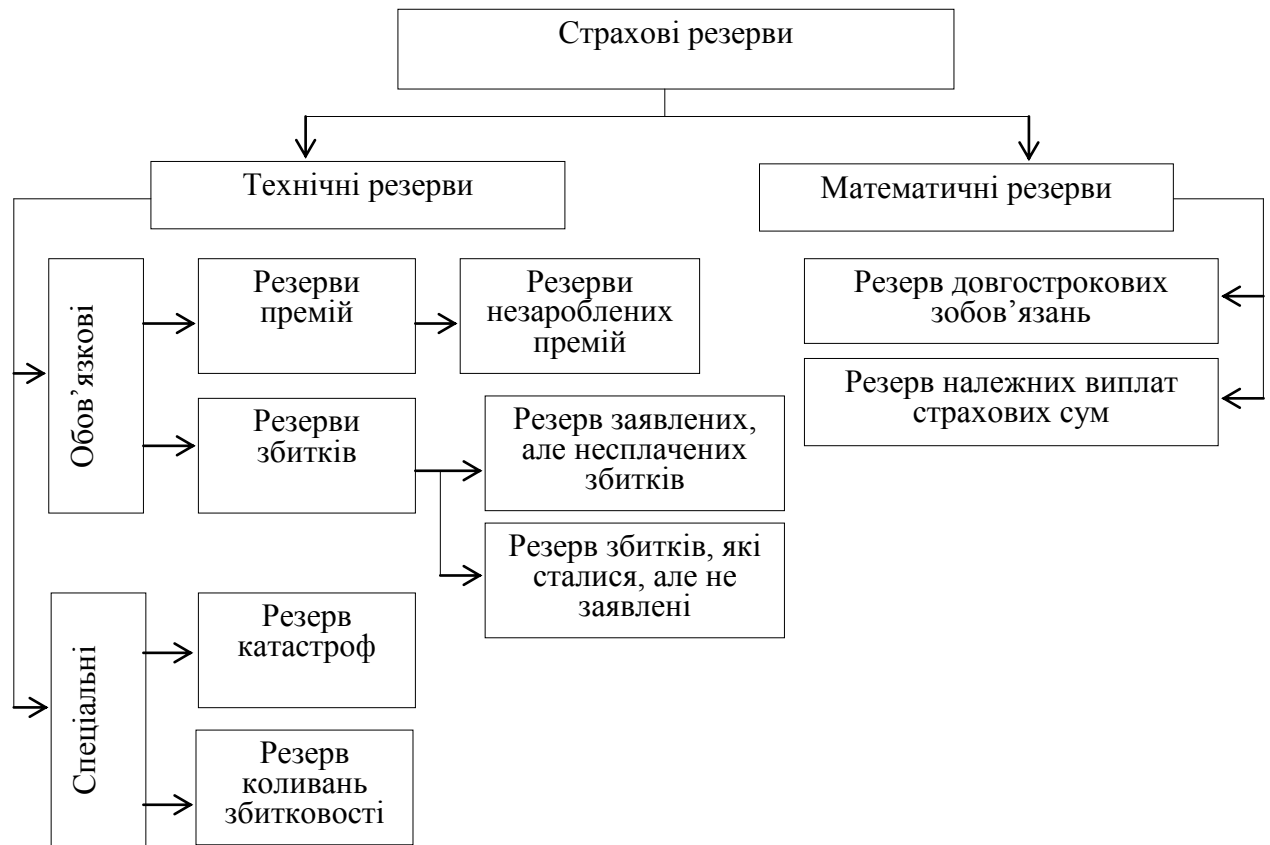 Страхові резерви
Технічні резерви
Математичні резерви
Обов’язкові
Резерви
премій
Резерви
незароблених
премій
Резерви
збитків
Резерв заявлених,
але несплачених
збитків
Резерв збитків, які
сталися, але не
заявлені
Спеціальні
Резерв
катастроф
Резерв
коливань
збитковості
Резерв довгострокових
зобов’язань
Резерв належних виплат
страхових сум